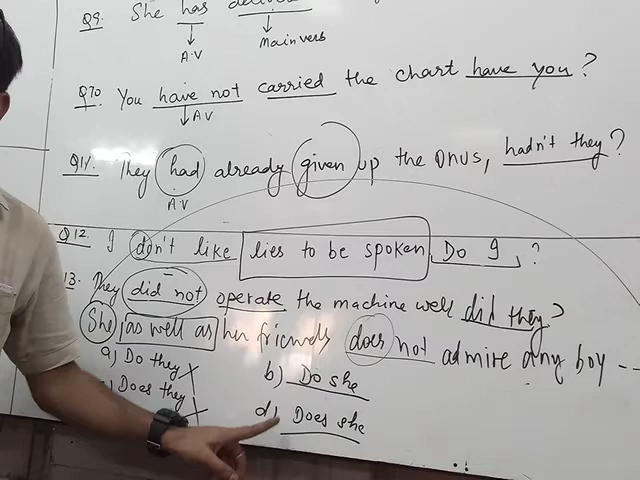 Q9. She has
A·V Main verb
Q10. You have not carried the chart have you?
AV
Q11. They had already given up the onus, hadn't they?
A·V
Q12. I don't like lies to be spoken, Do I, ?
13. They did not operate the machine well did they?
She as well as her friends does not admire any boy ---
a) Do they x b) Do she
) Does they x d) Does she